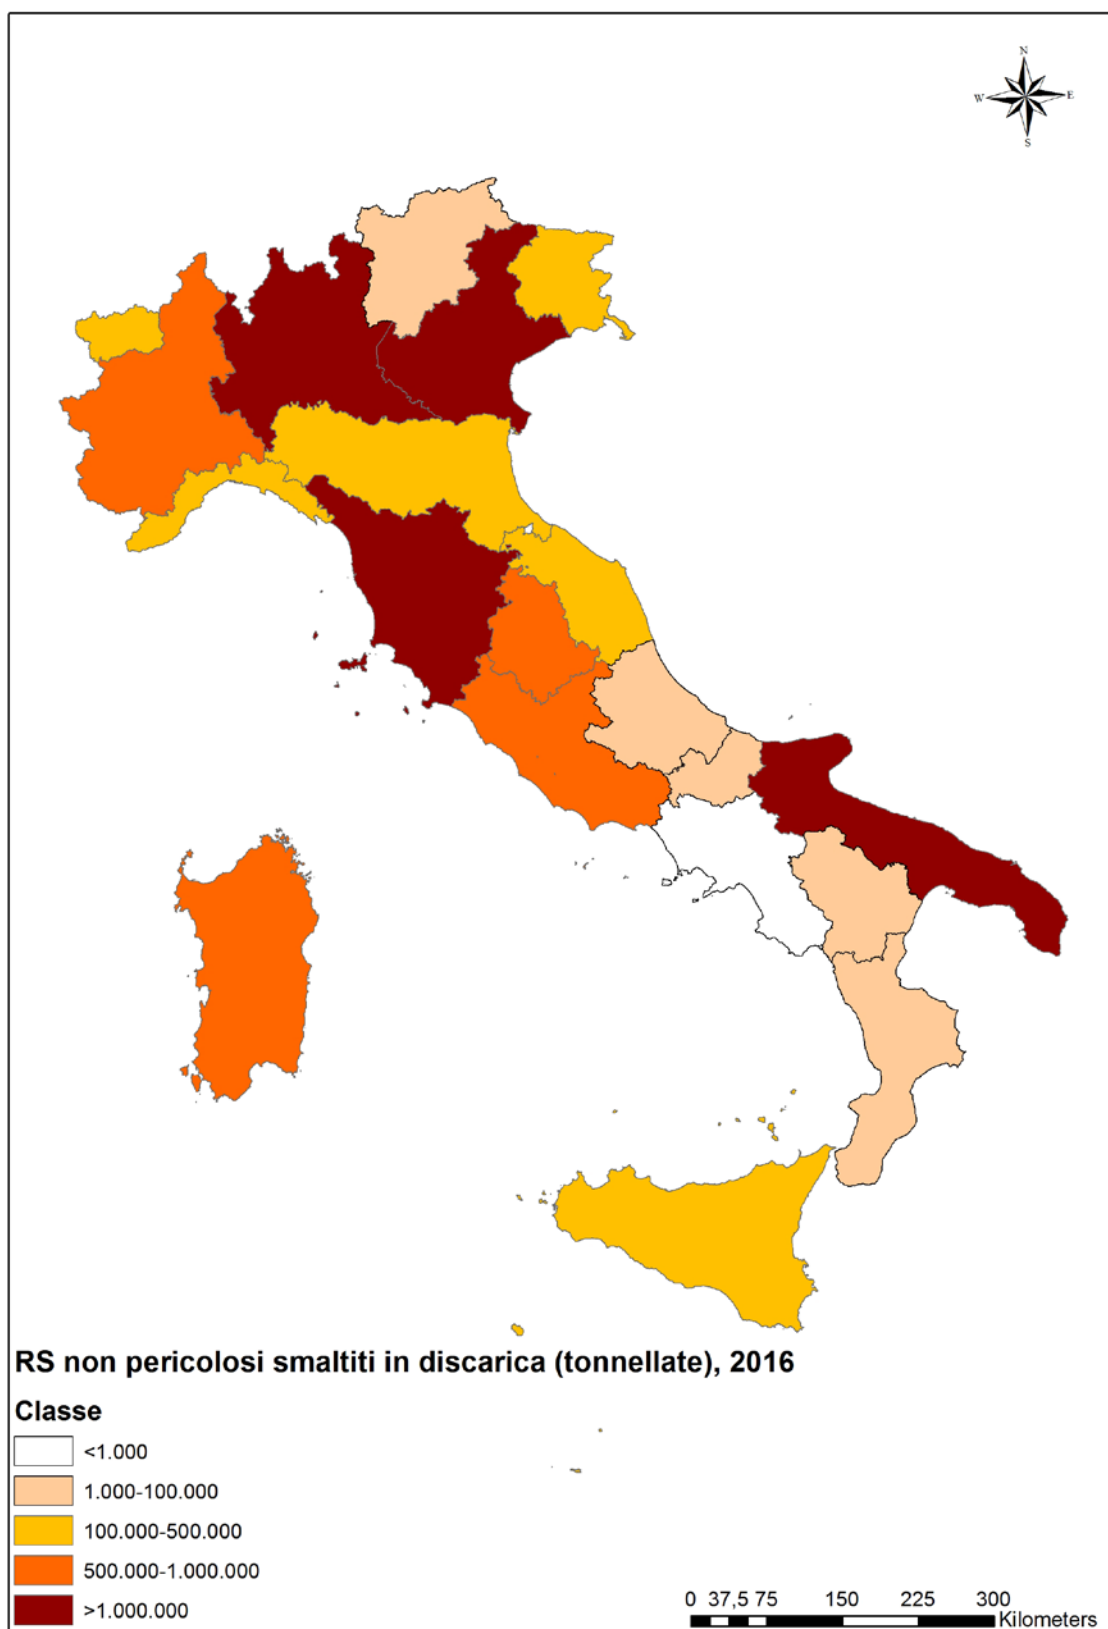 N
W E
S
RS non pericolosi smaltiti in discarica (tonnellate), 2016
Classe
<1.000
1.000-100.000
100.000-500.000
500.000-1.000.000
>1.000.000
0 37,5 75 150 225 300
Kilometers